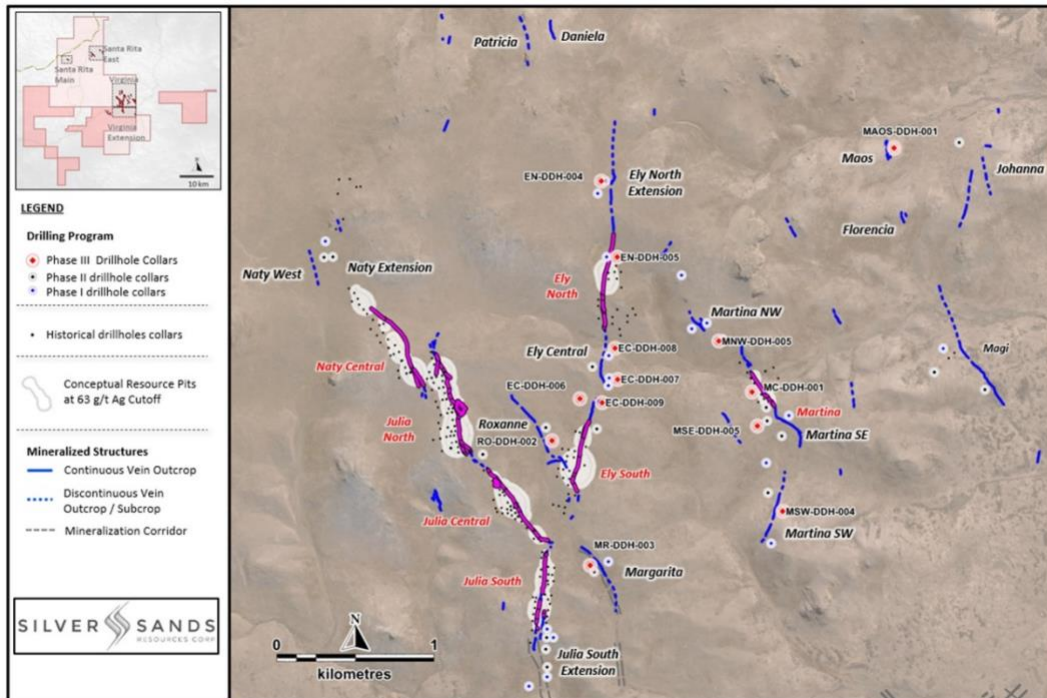 Santa Rita
East
Santa Rita
Main
Virginia
Virginia
Extension
N
10 km
LEGEND
Drilling Program
Phase III Drillhole Collars
Phase II drillhole collars
Phase I drillhole collars
Historical drillholes collars
Conceptual Resource Pits
at 63 g/t Ag Cutoff
Mineralized Structures
Continuous Vein Outcrop
Discontinuous Vein
Outcrop / Subcrop
Mineralization Corridor
SILVER SANDS
RESOURCES CORP
Patricia
Daniela
MAOS-DDH-001
Maos
Johanna
EN-DDH-004
Ely North
Extension
Florencia
Naty West
Naty Extension
EN-DDH-005
Ely
North
Martina NW
MNW-DDH-005
Ely Central
EC-DDH-008
Magi
Naty Central
EC-DDH-006
EC-DDH-007
MC-DDH-001
EC-DDH-009
Martina
Julia
North
Roxanne
RO-DDH-002
MSE-DDH-005
Martina SE
Ely South
Julia Central
MSW-DDH-004
Martina SW
MR-DDH-003
Margarita
Julia South
N
0
1
kilometres
Julia South
Extension